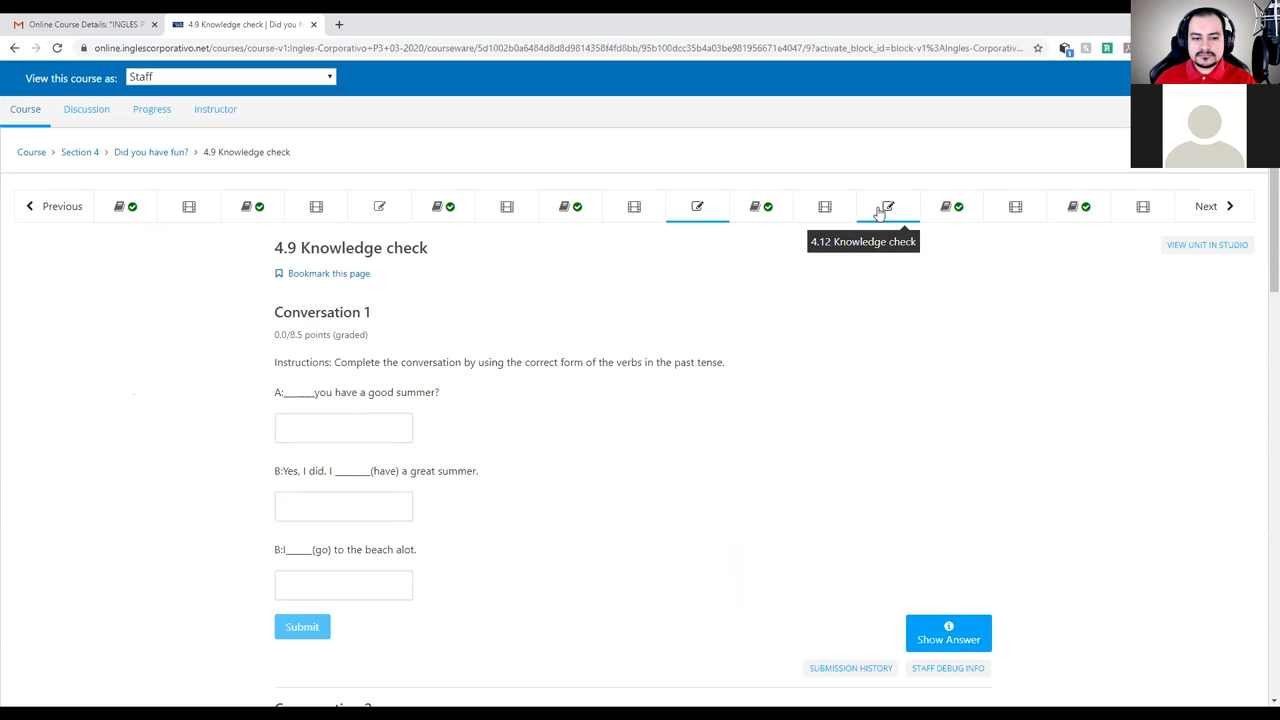 Online Course Details: "INGLES P
4.9 Knowledge check | Did you h
online.inglescorporativo.net/courses/course-v1:Ingles-Corporativo+P3+03-2020/courseware/5d100c20a6484d8d8d9814358f4fd8bb/95b100dcc35b4a03be981956671e4047/9?activate_block_id=block-v1%3AIngles-Corporativ...
View this course as:
Staff
Course
Discussion
Progress
Instructor
Course > Section 4 > Did you have fun? > 4.9 Knowledge check
Previous
Next
4.12 Knowledge check
4.9 Knowledge check
VIEW UNIT IN STUDIO
Bookmark this page
Conversation 1
0.0/8.5 points (graded)
Instructions: Complete the conversation by using the correct form of the verbs in the past tense.
A:______you have a good summer?
B:Yes, I did. I _______(have) a great summer.
B:I_____(go) to the beach alot.
Submit
Show Answer
SUBMISSION HISTORY
STAFF DEBUG INFO